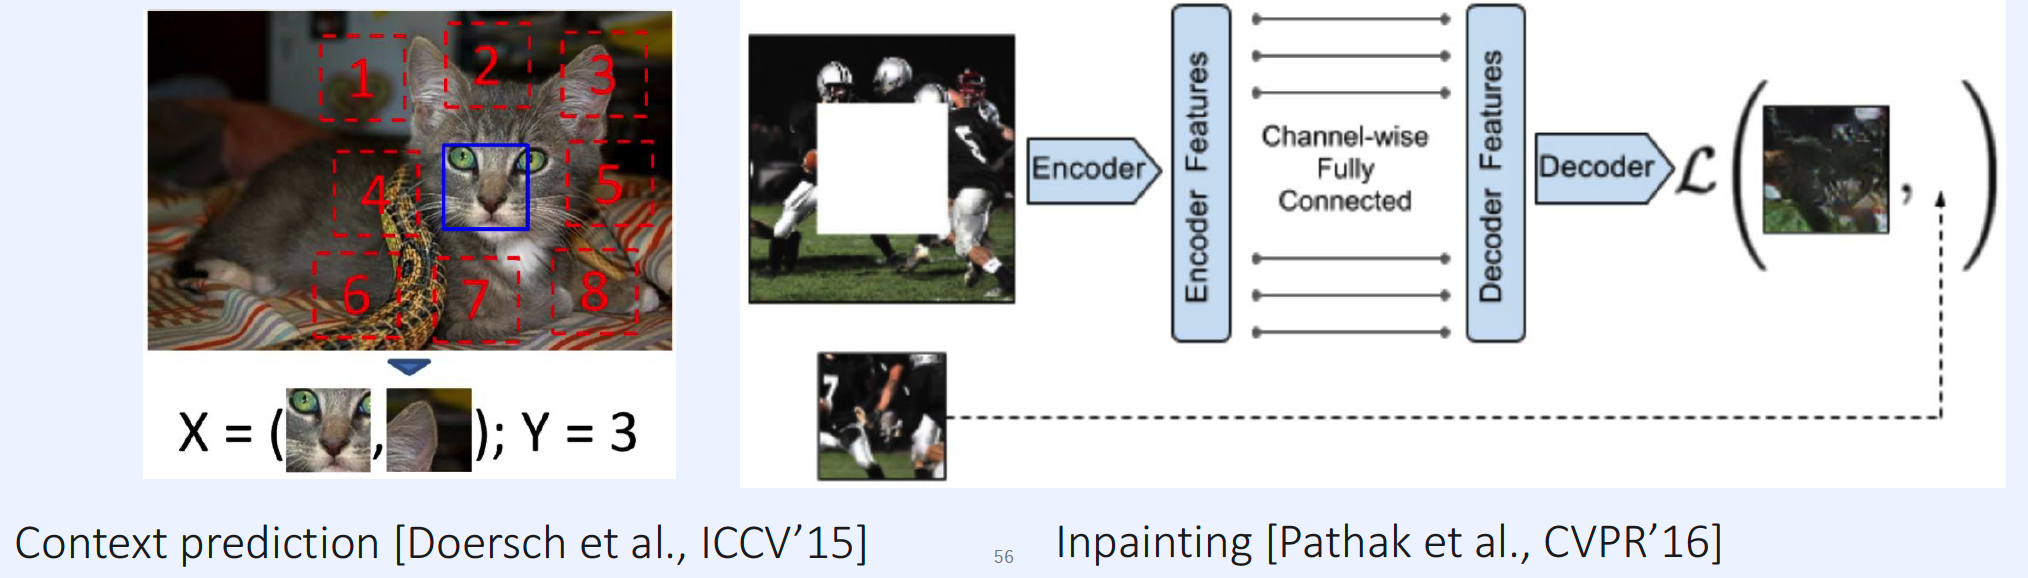 1
2
3
4
5
6
7
8
X = ( , ); Y = 3
Context prediction [Doersch et al., ICCV’15]
Encoder
Encoder Features
Channel-wise
Fully
Connected
Decoder Features
Decoder
ℒ ( , )
7
Inpainting [Pathak et al., CVPR’16]
56